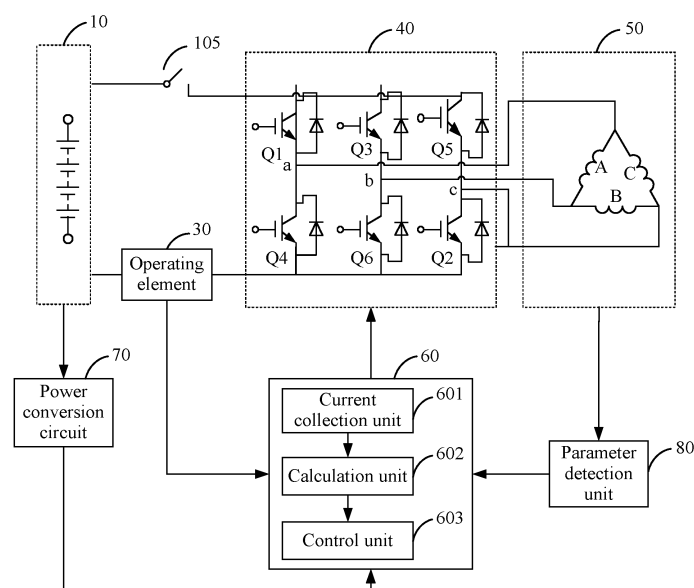 10
105
40
50
Q1
Q3
Q5
a
b
c
A
C
B
30
Operating
element
Q4
Q6
Q2
70
Power
conversion
circuit
60
601
Current
collection unit
602
Calculation unit
603
Control unit
80
Parameter
detection
unit